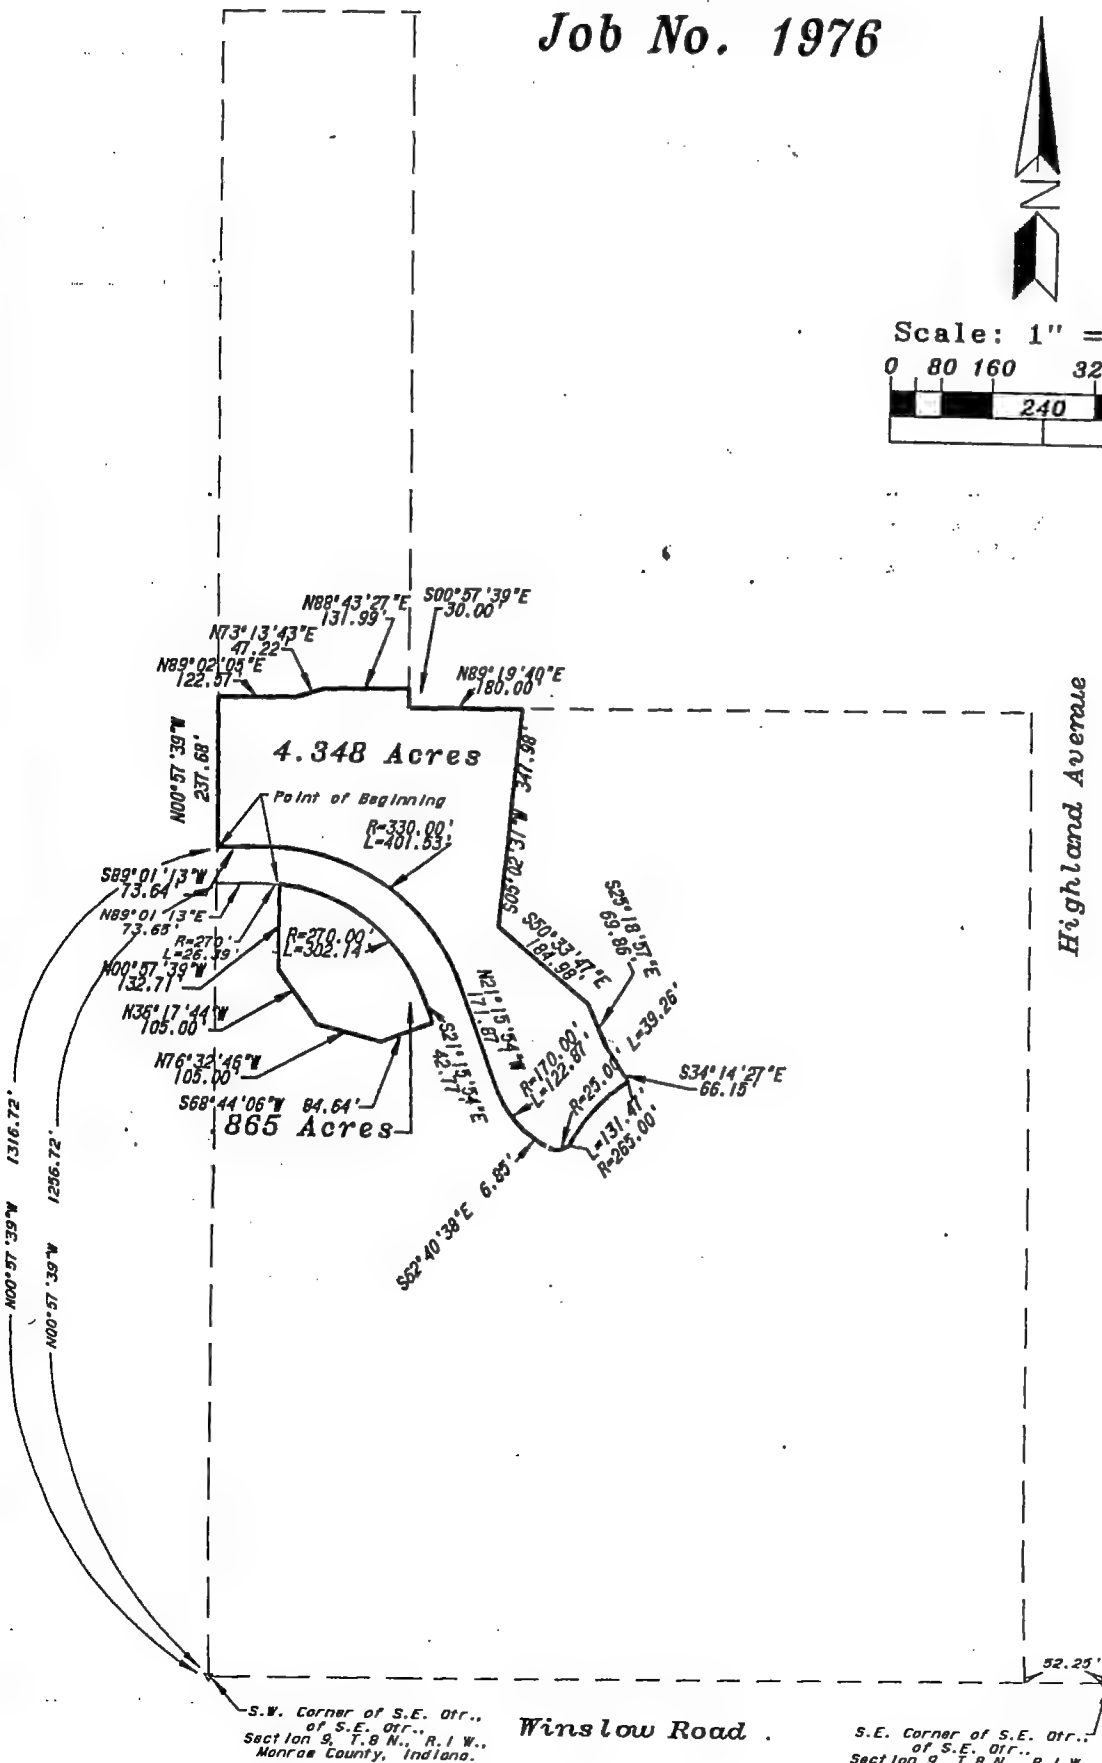 Job No. 1976
N
Scale: 1" =
0 80 160 32
240
N88°43'27"E
131.99'
S00°57'39"E
30.00'
N73°13'43"E
47.22'
N89°02'05"E
122.57'
N89°19'40"E
180.00'
N00°57'39"W
237.68'
4.348 Acres
S05°02'31"W 347.98'
Highland Avenue
Point of Beginning
R=330.00'
L=401.53'
S89°01'13"W
73.64'
N89°01'13"E
73.65'
R=270'
L=26.39'
R=270.00'
L=302.14'
N00°57'39"W
132.71'
N36°17'44"W
105.00'
N76°32'46"W
105.00'
S68°44'06"W 84.64'
865 Acres
S21°15'54"E
42.77'
N21°15'54"W
171.87'
S50°33'47"E
184.98'
S25°18'57"E
69.86'
R=170.00'
L=122.87'
R=25.00'
L=39.26'
S34°14'27"E
66.15'
L=131.47'
R=265.00'
S62°40'38"E 6.85'
N00°57'39"W 1316.72'
N00°57'39"W 1256.72'
52.25'
S.W. Corner of S.E. Qtr.,
of S.E. Qtr.,
Section 9, T.8 N., R.1 W.,
Monroe County, Indiana.
Winslow Road
S.E. Corner of S.E. Qtr.,
of S.E. Qtr.,
Section 9, T.8 N., R.1 W.